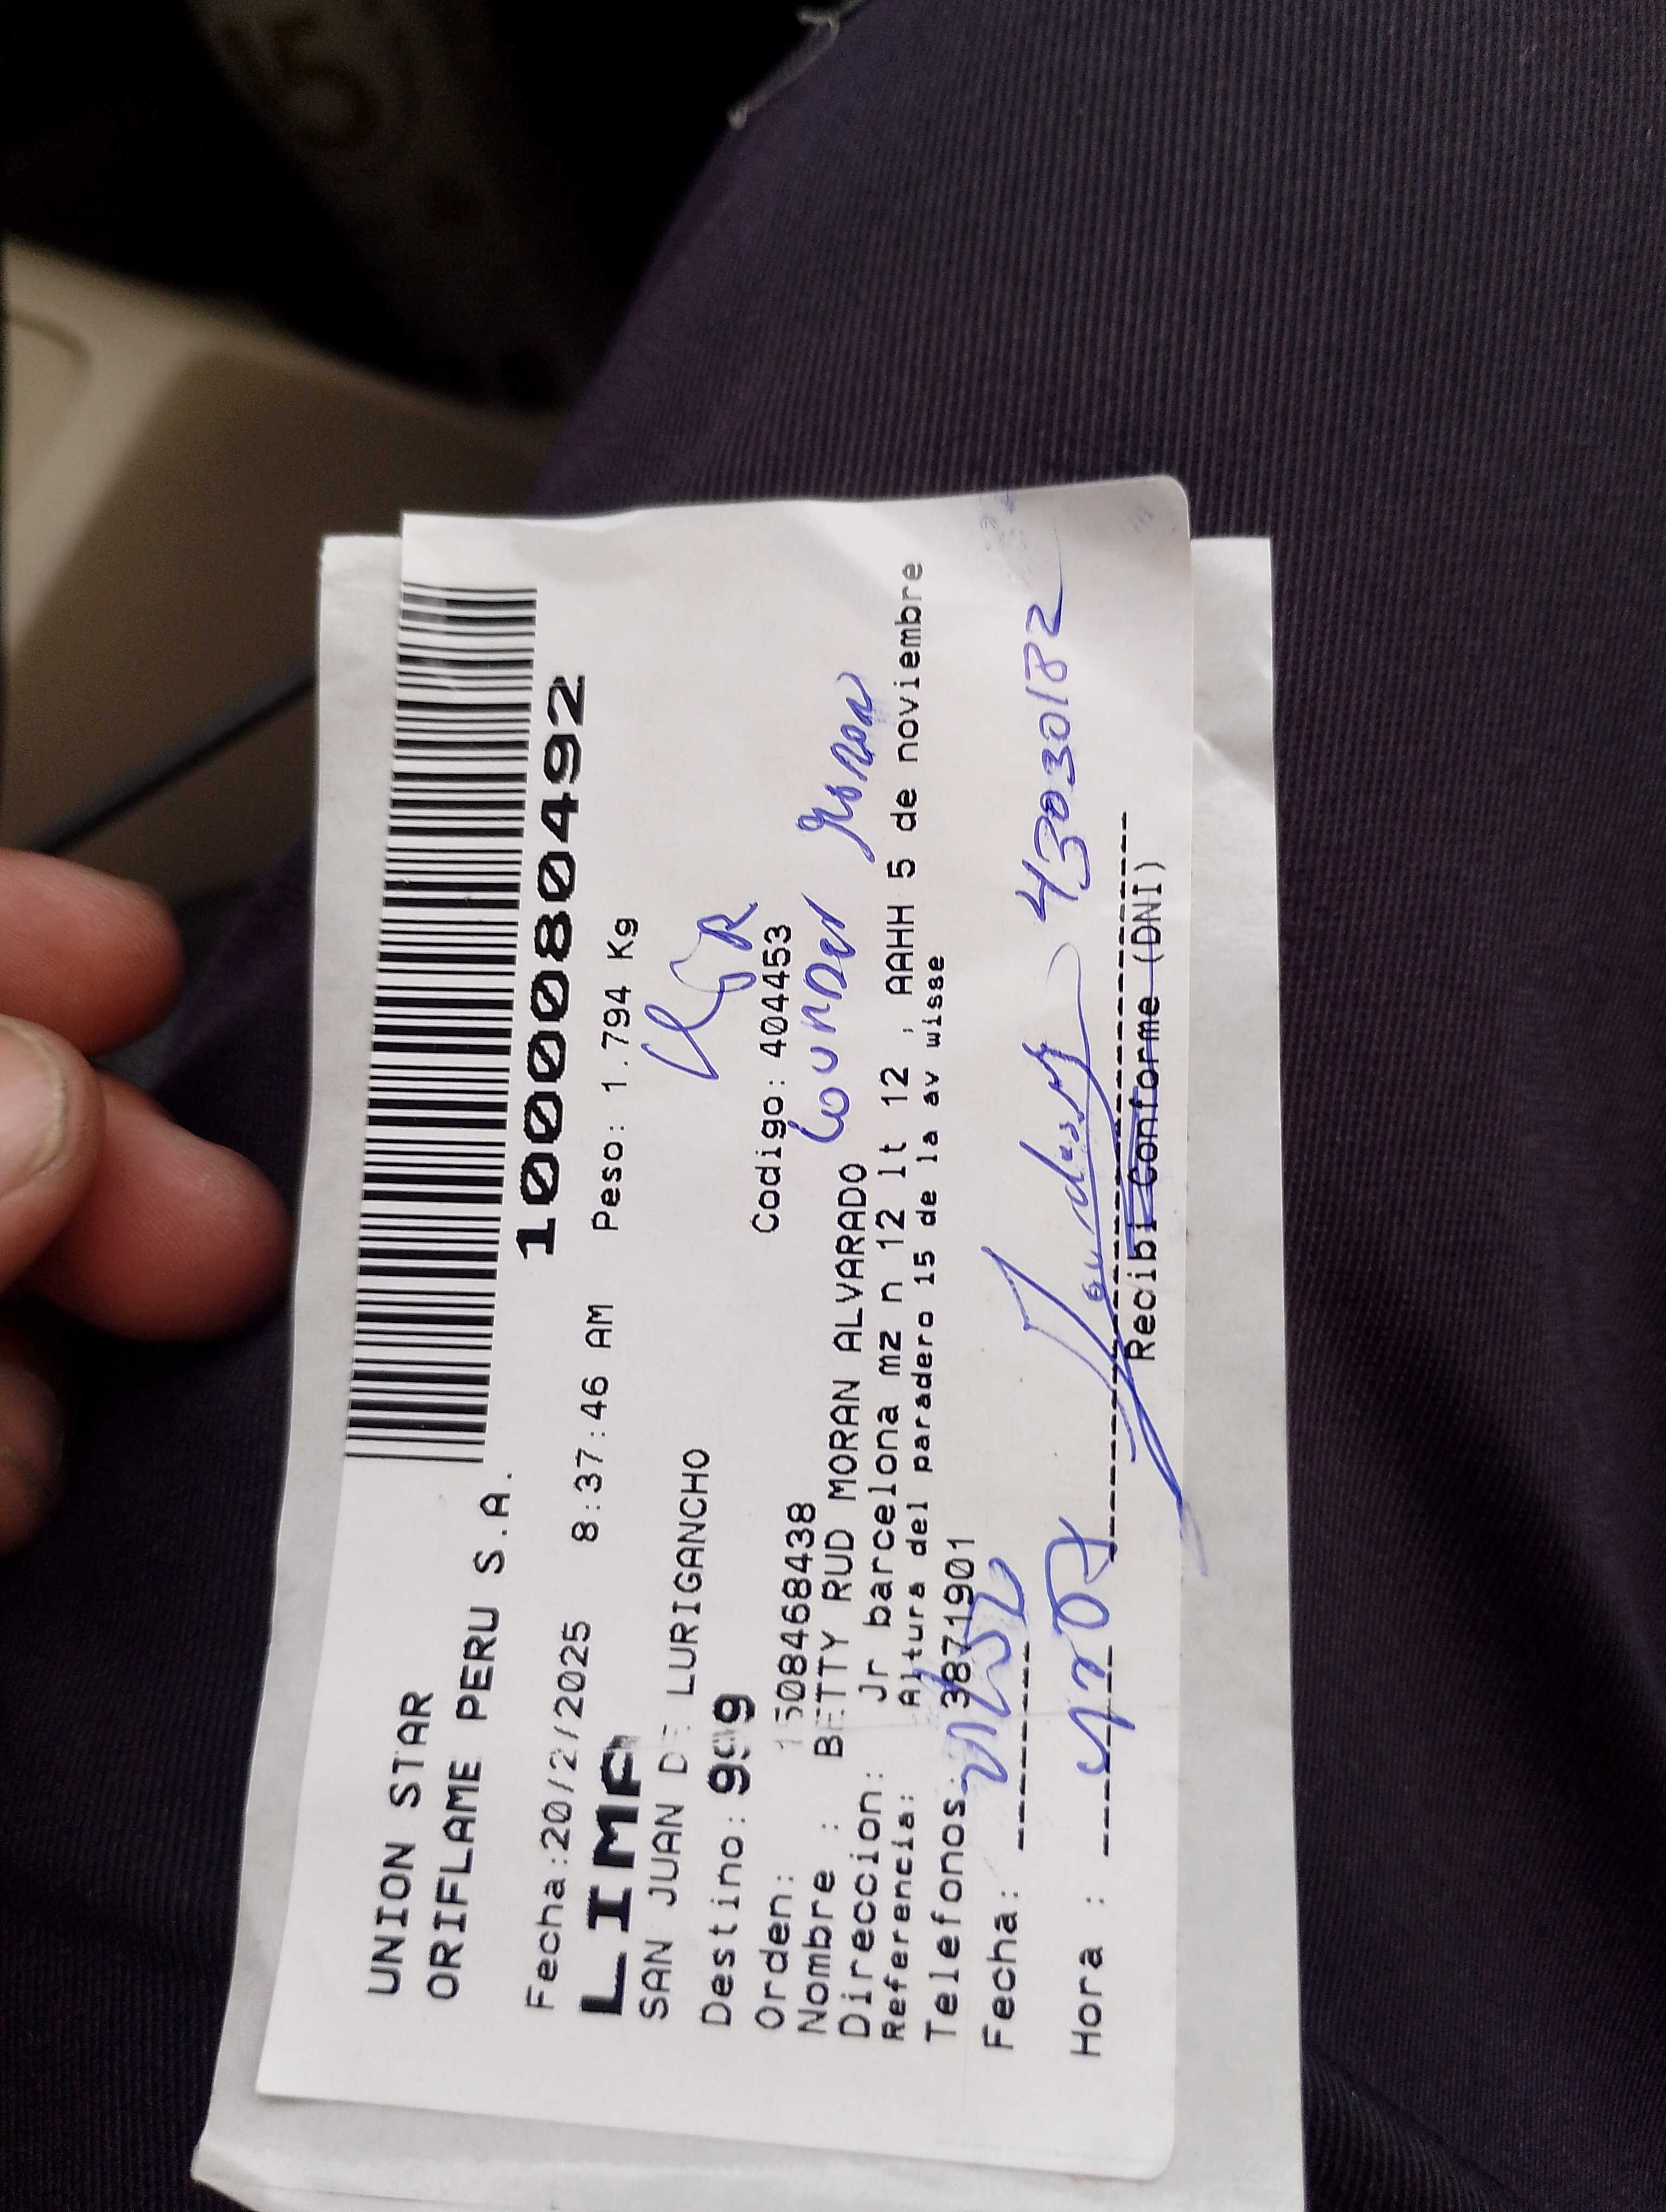 UNION STAR
ORIFLAME PERU S.A.
1000080492
Fecha:20/2/2025 8:37:46 AM Peso: 1.794 Kg
LIMA
SAN JUAN DE LURIGANCHO
Destino: 999
Orden: 1508468438 Codigo: 404453
Nombre : BETTY RUD MORAN ALVARADO
Direccion: Jr barcelona mz n 12 lt 12 , AAHH 5 de noviembre
Referencia: Altura del paradero 15 de la av wisse
Telefonos: 3871901
Fecha:
43030182
Hora :
Recibi Conforme (DNI)